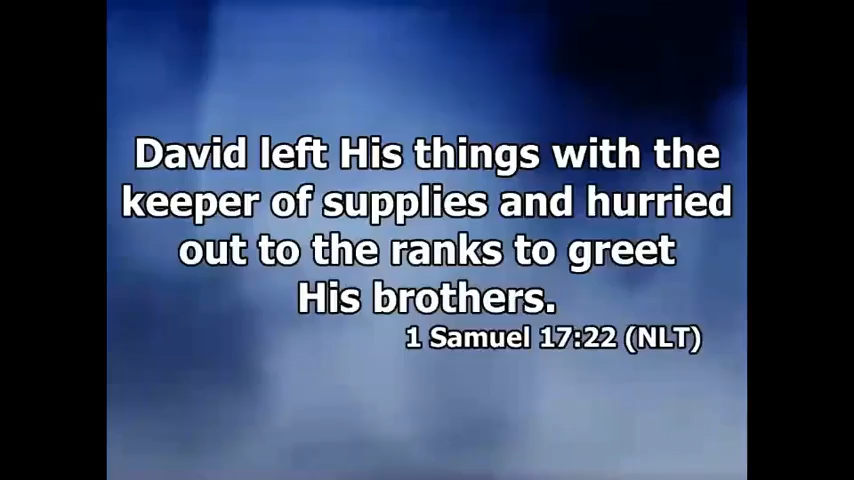 David left His things with the
keeper of supplies and hurried
out to the ranks to greet
His brothers.
1 Samuel 17:22 (NLT)